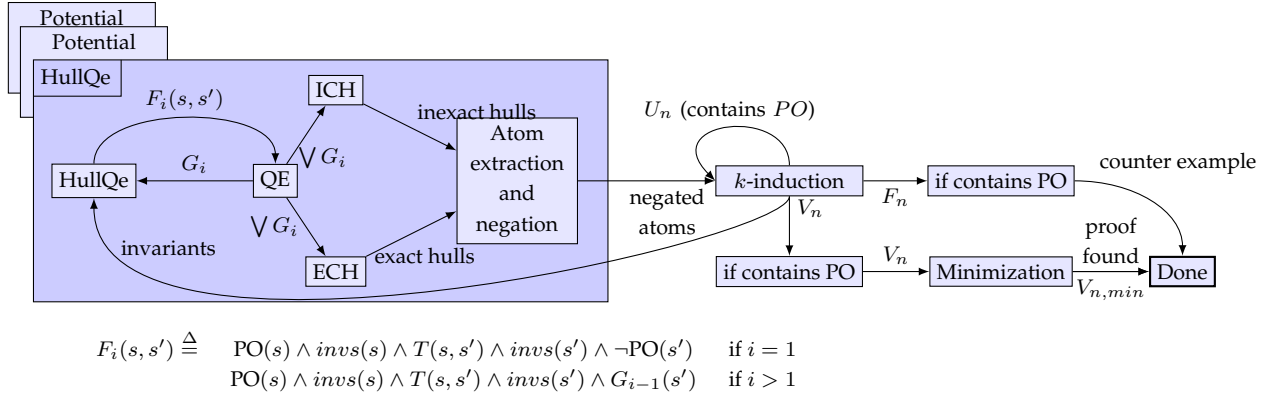 Potential
Potential
HullQe
F_i(s, s′)
ICH
inexact hulls
G_i
⋁ G_i
HullQe
QE
Atom
extraction
and
negation
⋁ G_i
invariants
ECH
exact hulls
U_n (contains PO)
negated
atoms
k-induction
V_n
F_n
if contains PO
counter example
if contains PO
V_n
Minimization
proof
found
V_{n,min}
Done
F_i(s, s′) ≜ PO(s) ∧ invs(s) ∧ T(s, s′) ∧ invs(s′) ∧ ¬PO(s′) if i = 1
PO(s) ∧ invs(s) ∧ T(s, s′) ∧ invs(s′) ∧ G_{i−1}(s′) if i > 1